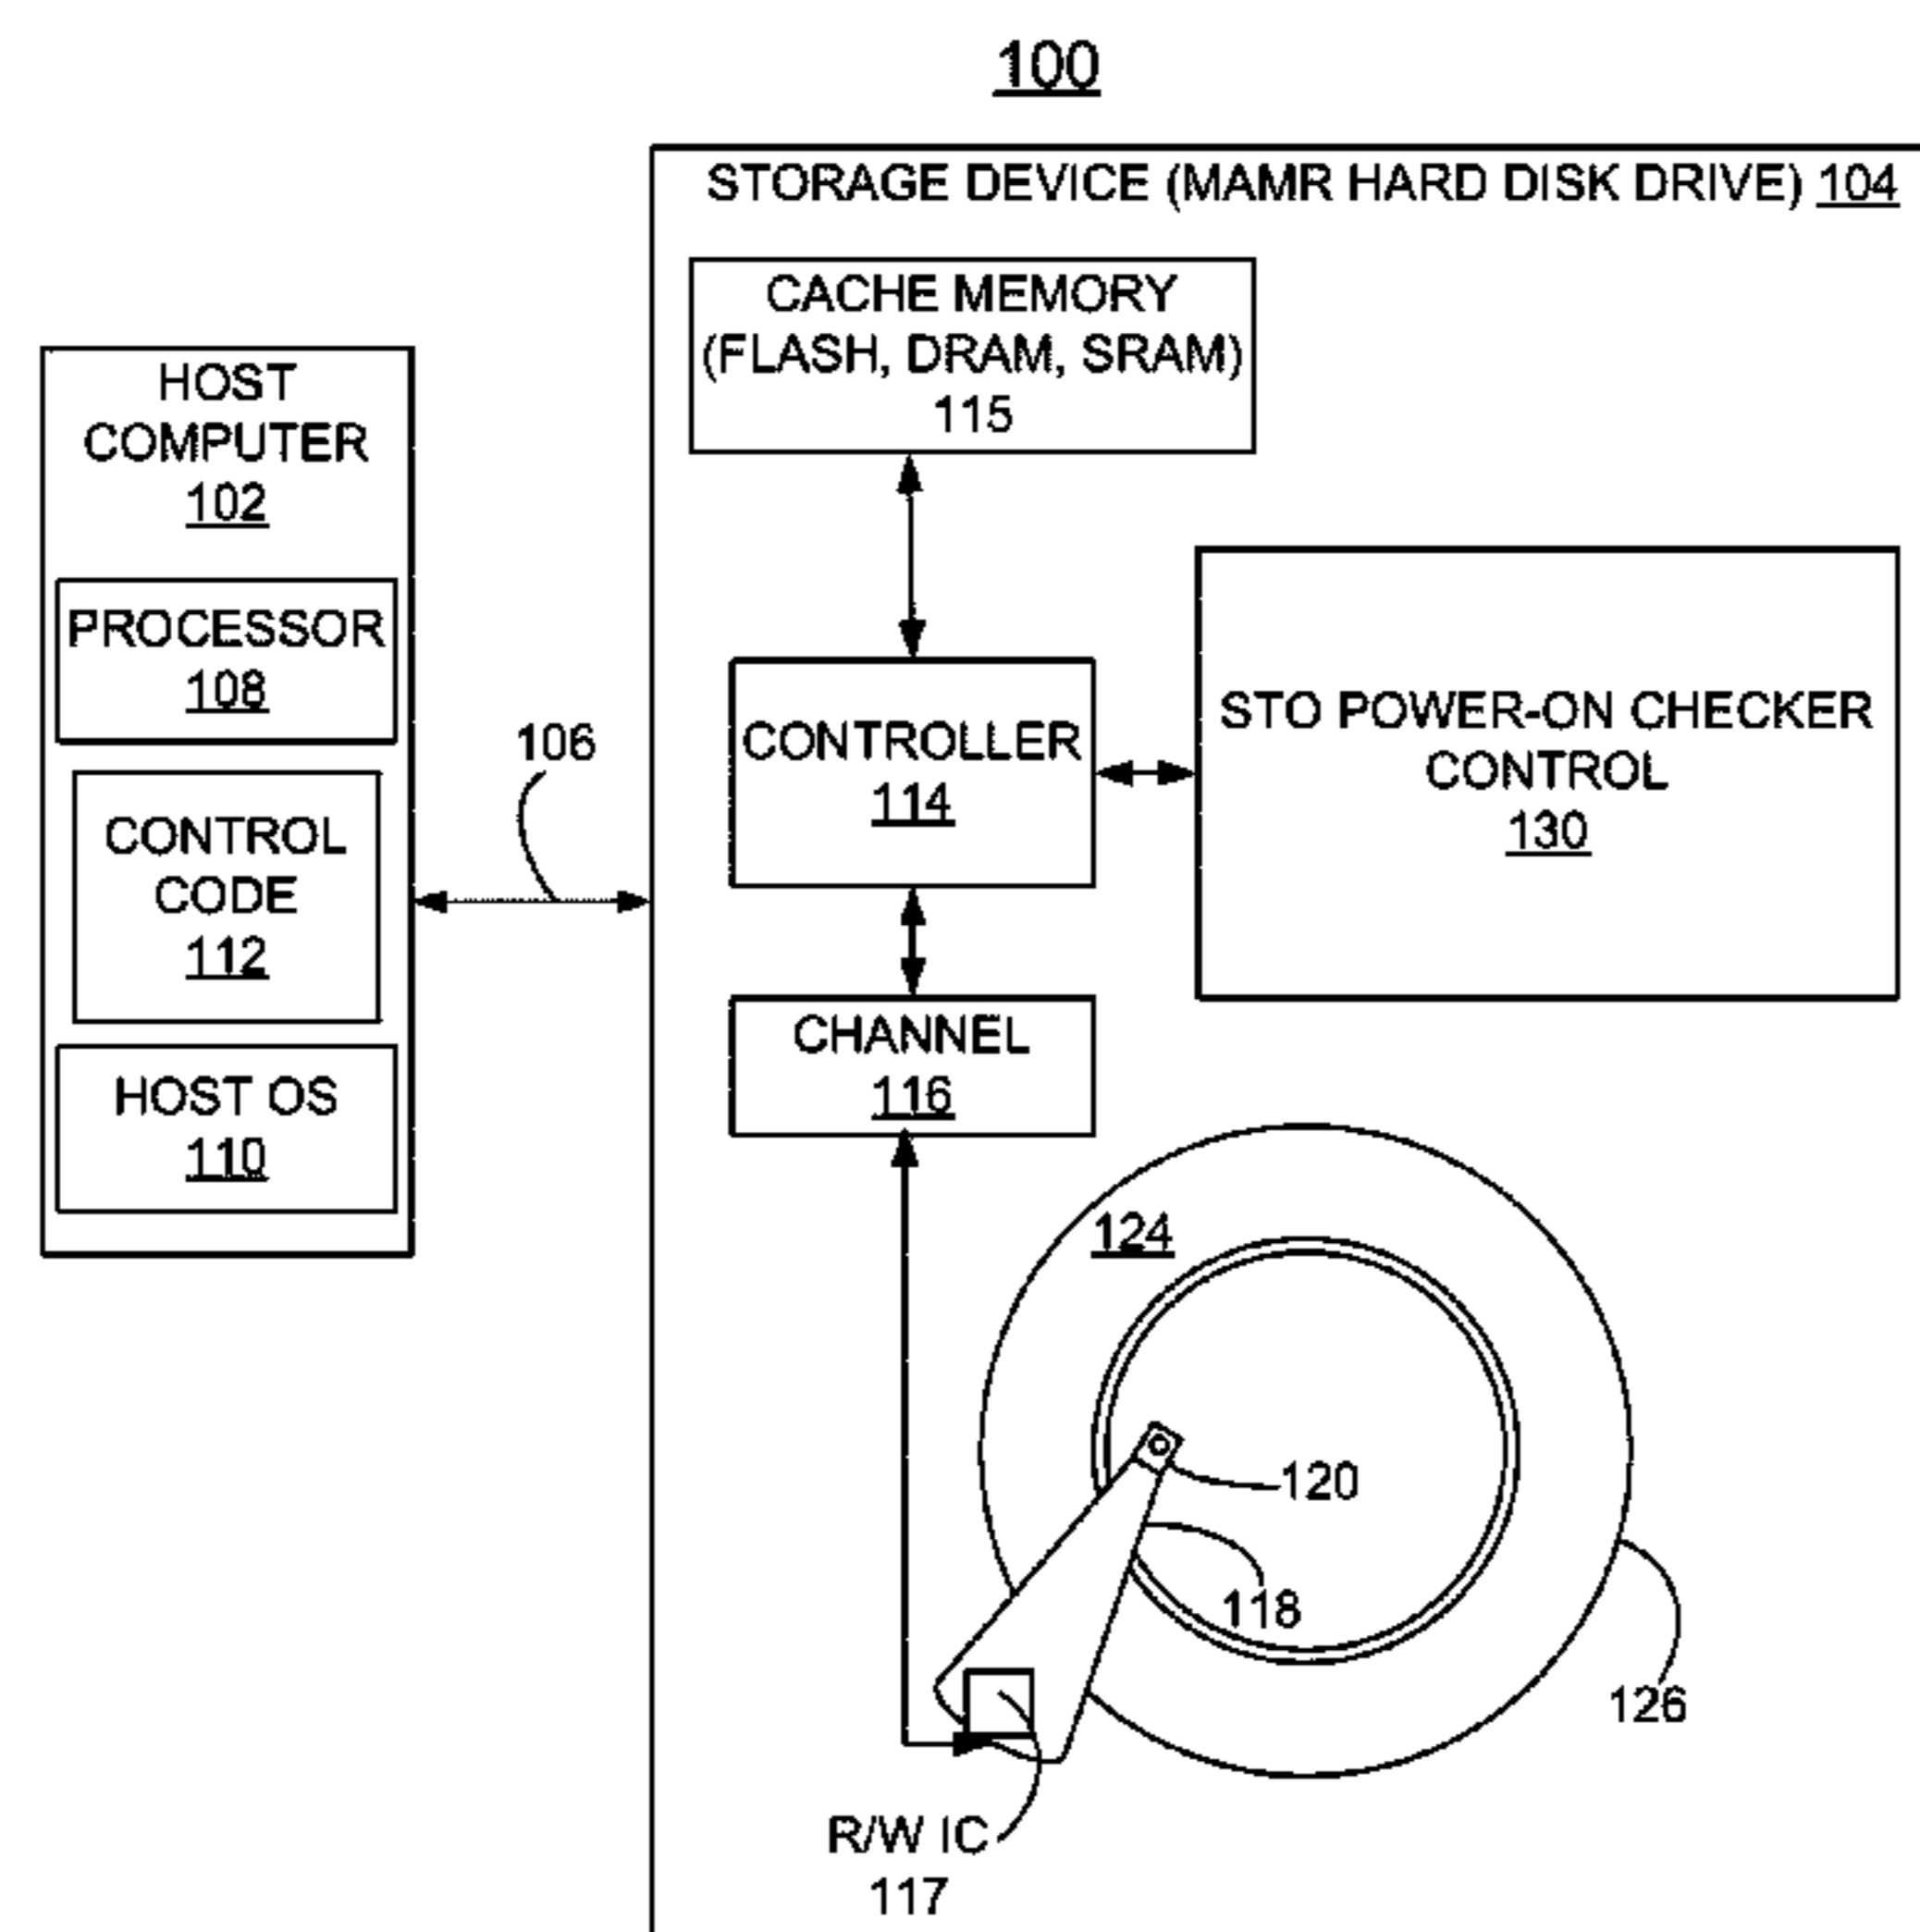 100
STORAGE DEVICE (MAMR HARD DISK DRIVE) 104
CACHE MEMORY
(FLASH, DRAM, SRAM)
115
HOST
COMPUTER
102
PROCESSOR
108
CONTROL
CODE
112
HOST OS
110
106
CONTROLLER
114
STO POWER-ON CHECKER
CONTROL
130
CHANNEL
116
124
120
118
126
R/W IC
117